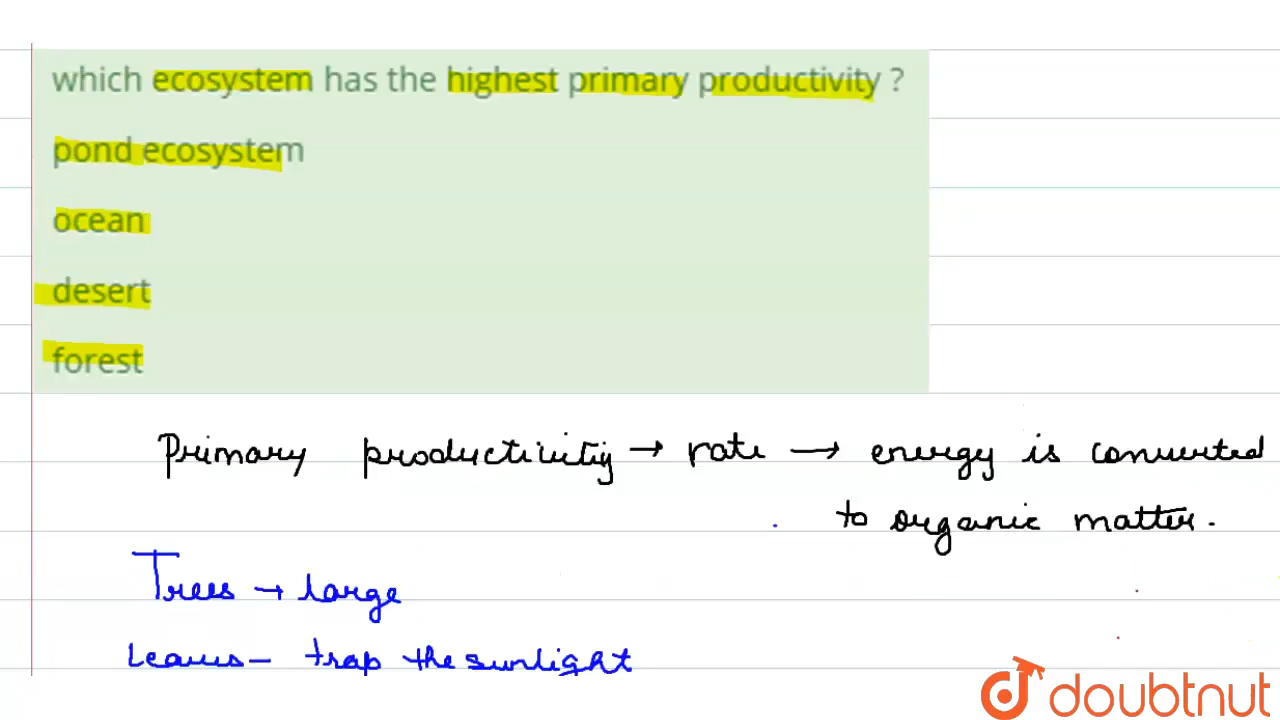 which ecosystem has the highest primary productivity ?
pond ecosystem
ocean
desert
forest
Primary productivity → rate → energy is converted
to organic matter.
Trees → large
Leaves - trap the sunlight
doubtnut